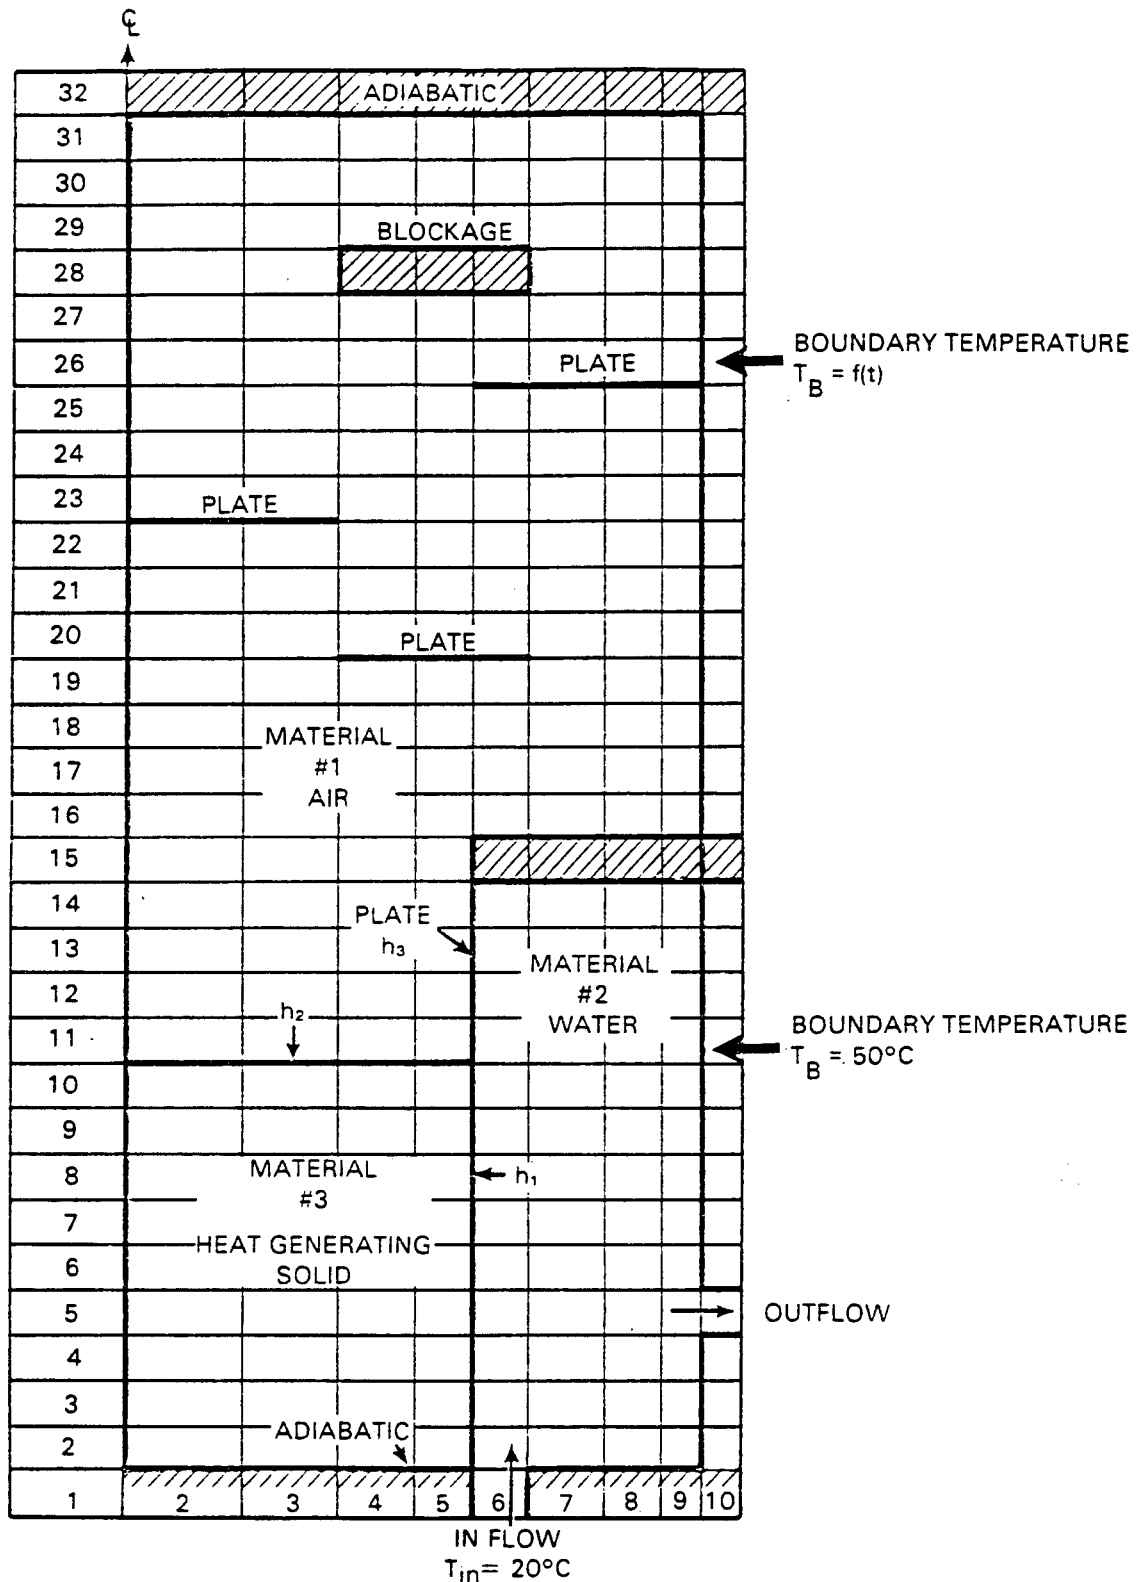 ℄
32 ADIABATIC
31
30
29 BLOCKAGE
28
27
26 PLATE
BOUNDARY TEMPERATURE
T_B = f(t)
25
24
23 PLATE
22
21
20 PLATE
19
18
17
16
MATERIAL
#1
AIR
15
14
13
12
11
PLATE
h₃
MATERIAL
#2
WATER
h₂
BOUNDARY TEMPERATURE
T_B = 50°C
10
9
8
7
6
MATERIAL
#3
h₁
HEAT GENERATING
SOLID
5
OUTFLOW
4
3
2
ADIABATIC
1 2 3 4 5 6 7 8 9 10
IN FLOW
T_in = 20°C